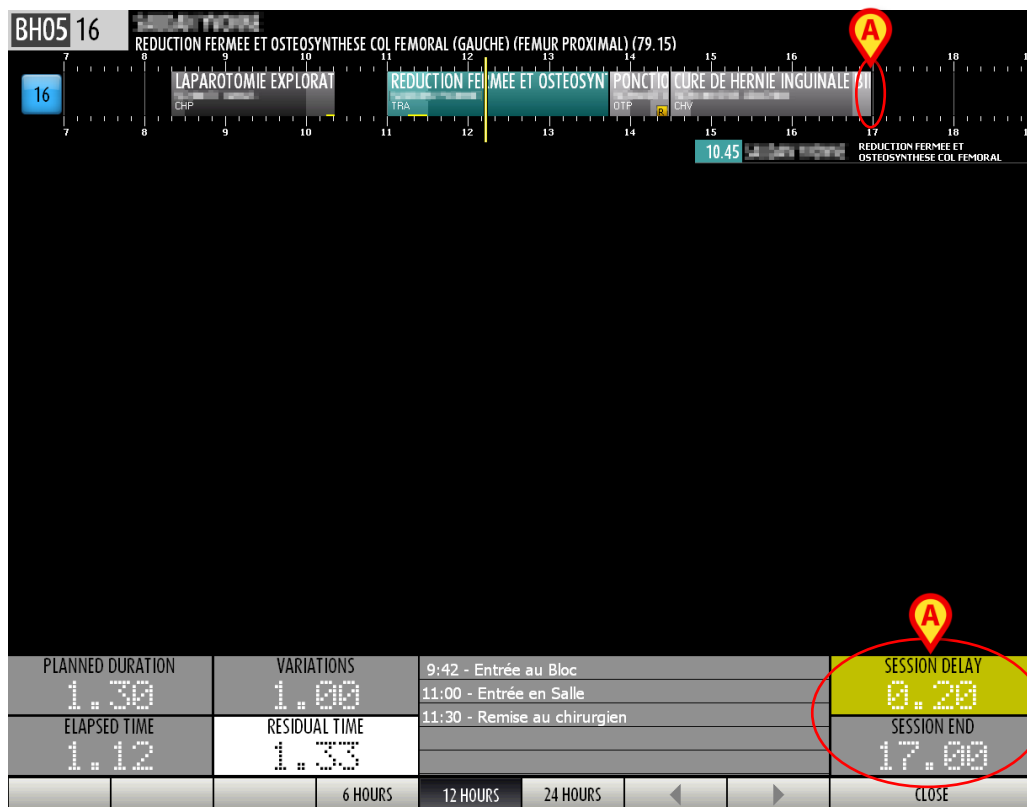 BH05 16
REDUCTION FERMEE ET OSTEOSYNTHESE COL FEMORAL (GAUCHE) (FEMUR PROXIMAL) (79.15)
A
7 8 9 10 11 12 13 14 15 16 18
16
LAPAROTOMIE EXPLORAT
CHP
REDUCTION FE MEE ET OSTEOSYN
TRA
PONCTIO
OTP
R
CURE DE HERNIE INGUINALE
CHV
7 8 9 10 11 12 13 14 15 16 17 18
10.45
REDUCTION FERMEE ET
OSTEOSYNTHESE COL FEMORAL
A
PLANNED DURATION
1.30
VARIATIONS
1.00
9:42 - Entrée au Bloc
11:00 - Entrée en Salle
11:30 - Remise au chirurgien
SESSION DELAY
0.20
ELAPSED TIME
1.12
RESIDUAL TIME
1.33
SESSION END
17.00
6 HOURS 12 HOURS 24 HOURS CLOSE